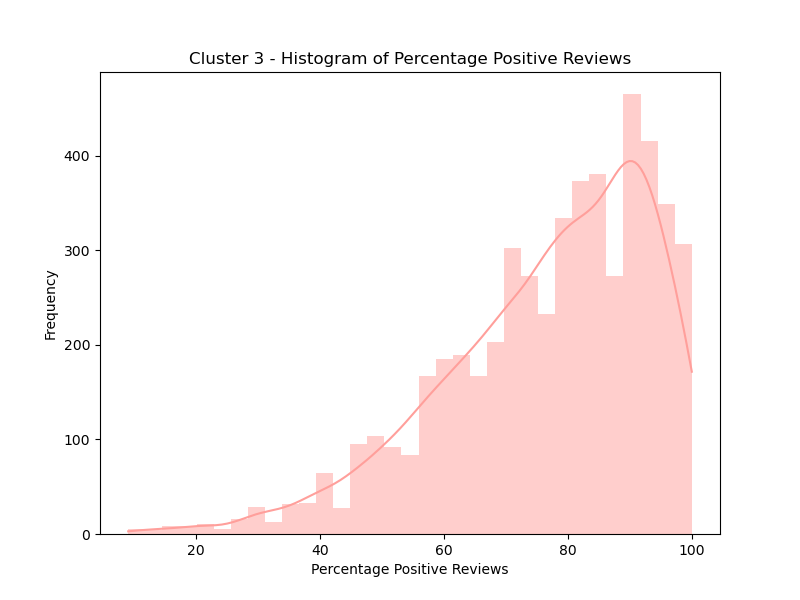 Cluster 3 - Histogram of Percentage Positive Reviews
Frequency
400
300
200
100
0
20 40 60 80 100
Percentage Positive Reviews